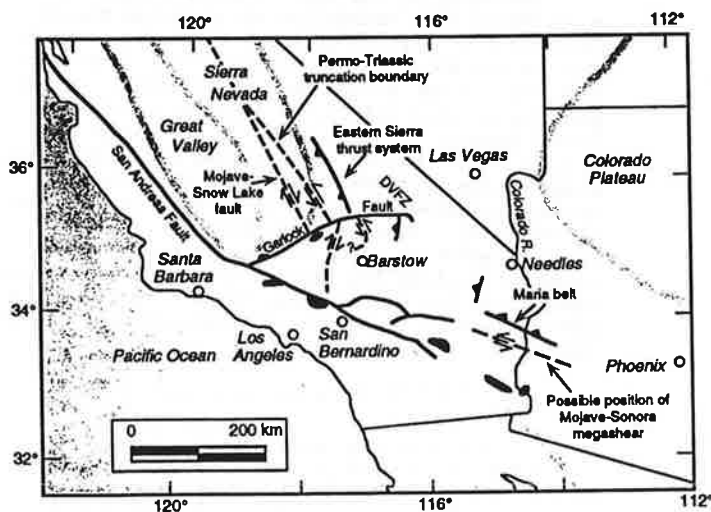 120°
116°
112°
Sierra
Nevada
Permo-Triassic
truncation boundary
Great
Valley
Eastern Sierra
thrust system
Las Vegas
Colorado
Plateau
36°
San Andreas Fault
Mojave-
Snow Lake
fault
DVFZ
Colorado R.
Garlock
Fault
?
Barstow
Needles
Santa
Barbara
Maria belt
34°
Los
Angeles
San
Bernardino
Pacific Ocean
Phoenix
Possible position of
Mojave-Sonora
megashear
0 200 km
32°
120°
116°
112°